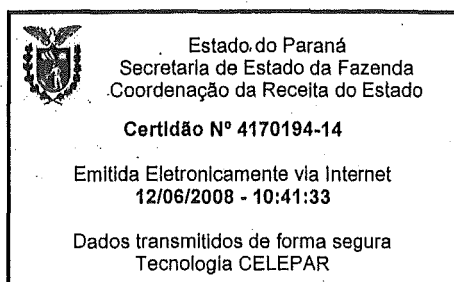 Estado do Paraná
Secretaria de Estado da Fazenda
Coordenação da Receita do Estado
Certidão Nº 4170194-14
Emitida Eletronicamente via Internet
12/06/2008 - 10:41:33
Dados transmitidos de forma segura
Tecnologia CELEPAR